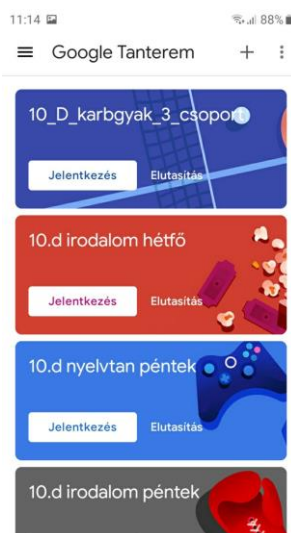 11:14 88%
Google Tanterem
10_D_karbgyak_3_csoport
Jelentkezés Elutasítás
10.d irodalom hétfő
Jelentkezés Elutasítás
10.d nyelvtan péntek
Jelentkezés Elutasítás
10.d irodalom péntek